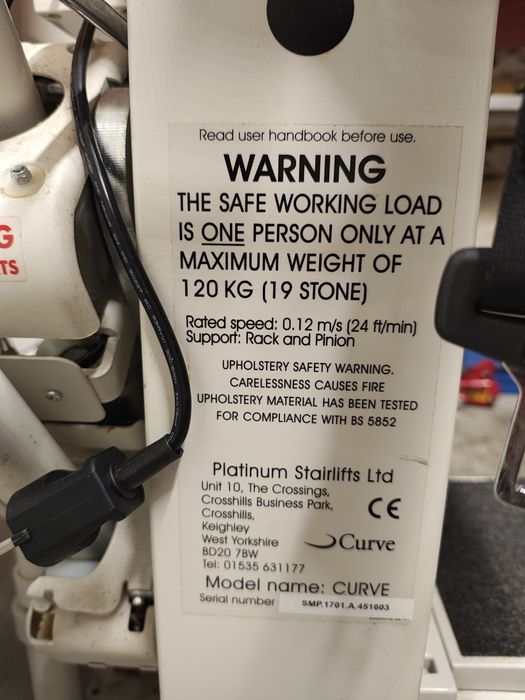 Read user handbook before use.
WARNING
THE SAFE WORKING LOAD
IS ONE PERSON ONLY AT A
MAXIMUM WEIGHT OF
120 KG (19 STONE)
Rated speed: 0.12 m/s (24 ft/min)
Support: Rack and Pinion
UPHOLSTERY SAFETY WARNING.
CARELESSNESS CAUSES FIRE
UPHOLSTERY MATERIAL HAS BEEN TESTED
FOR COMPLIANCE WITH BS 5852
Platinum Stairlifts Ltd
Unit 10, The Crossings,
Crosshills Business Park,
Crosshills,
Keighley
West Yorkshire
BD20 7BW
Tel: 01535 631177
CE
Curve
Model name: CURVE
Serial number SMP.1701.A.451603
G
TS